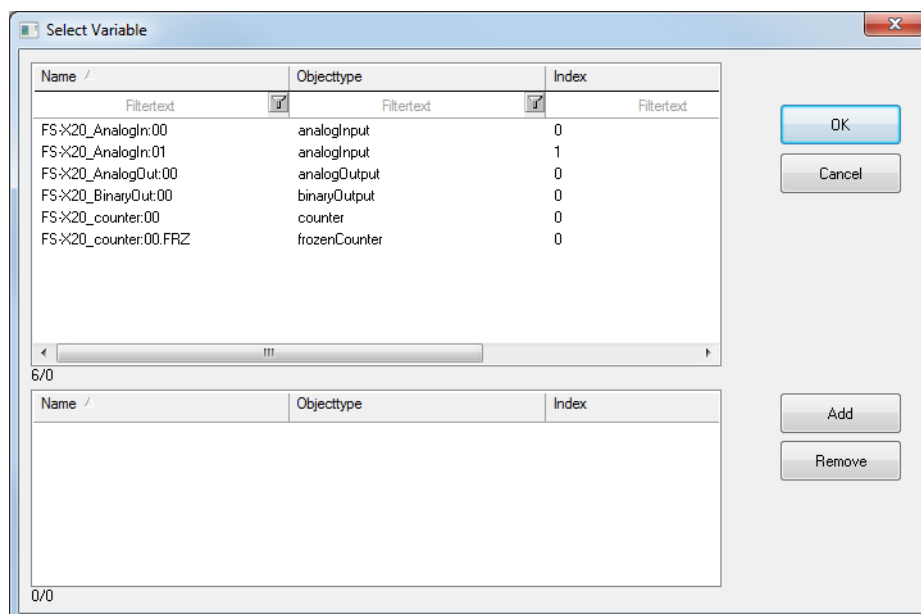 Select Variable
Name Objecttype Index
Filtertext Filtertext Filtertext
FS-X20_AnalogIn:00 analogInput 0
FS-X20_AnalogIn:01 analogInput 1
FS-X20_AnalogOut:00 analogOutput 0
FS-X20_BinaryOut:00 binaryOutput 0
FS-X20_counter:00 counter 0
FS-X20_counter:00.FRZ frozenCounter 0
6/0
OK
Cancel
Name Objecttype Index
0/0
Add
Remove